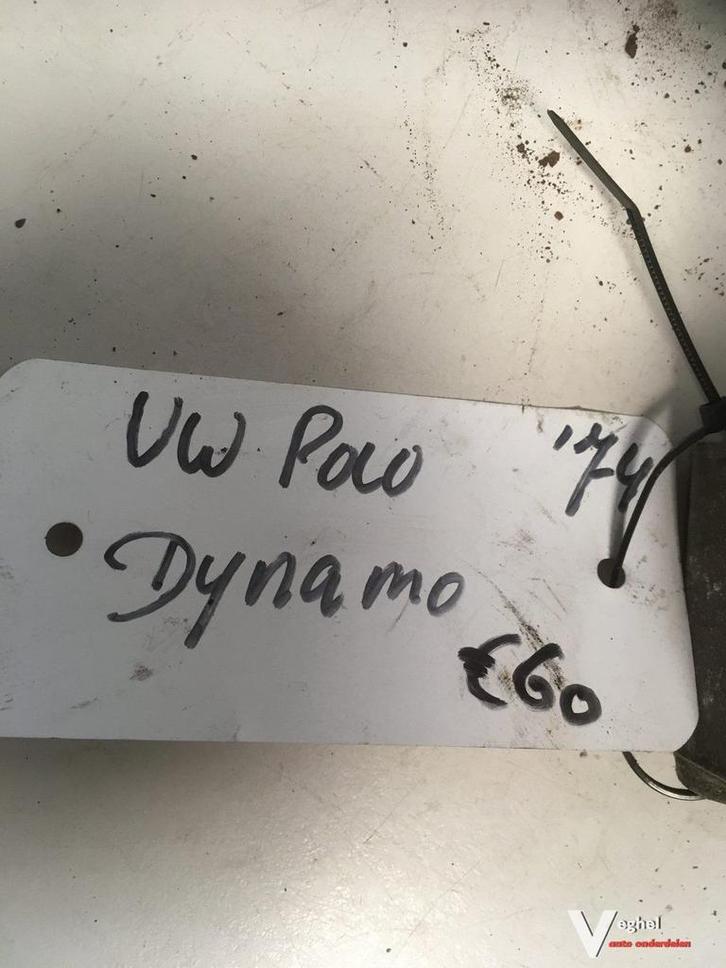 VW Polo '74
Dynamo
€60
Veghel
auto onderdelen